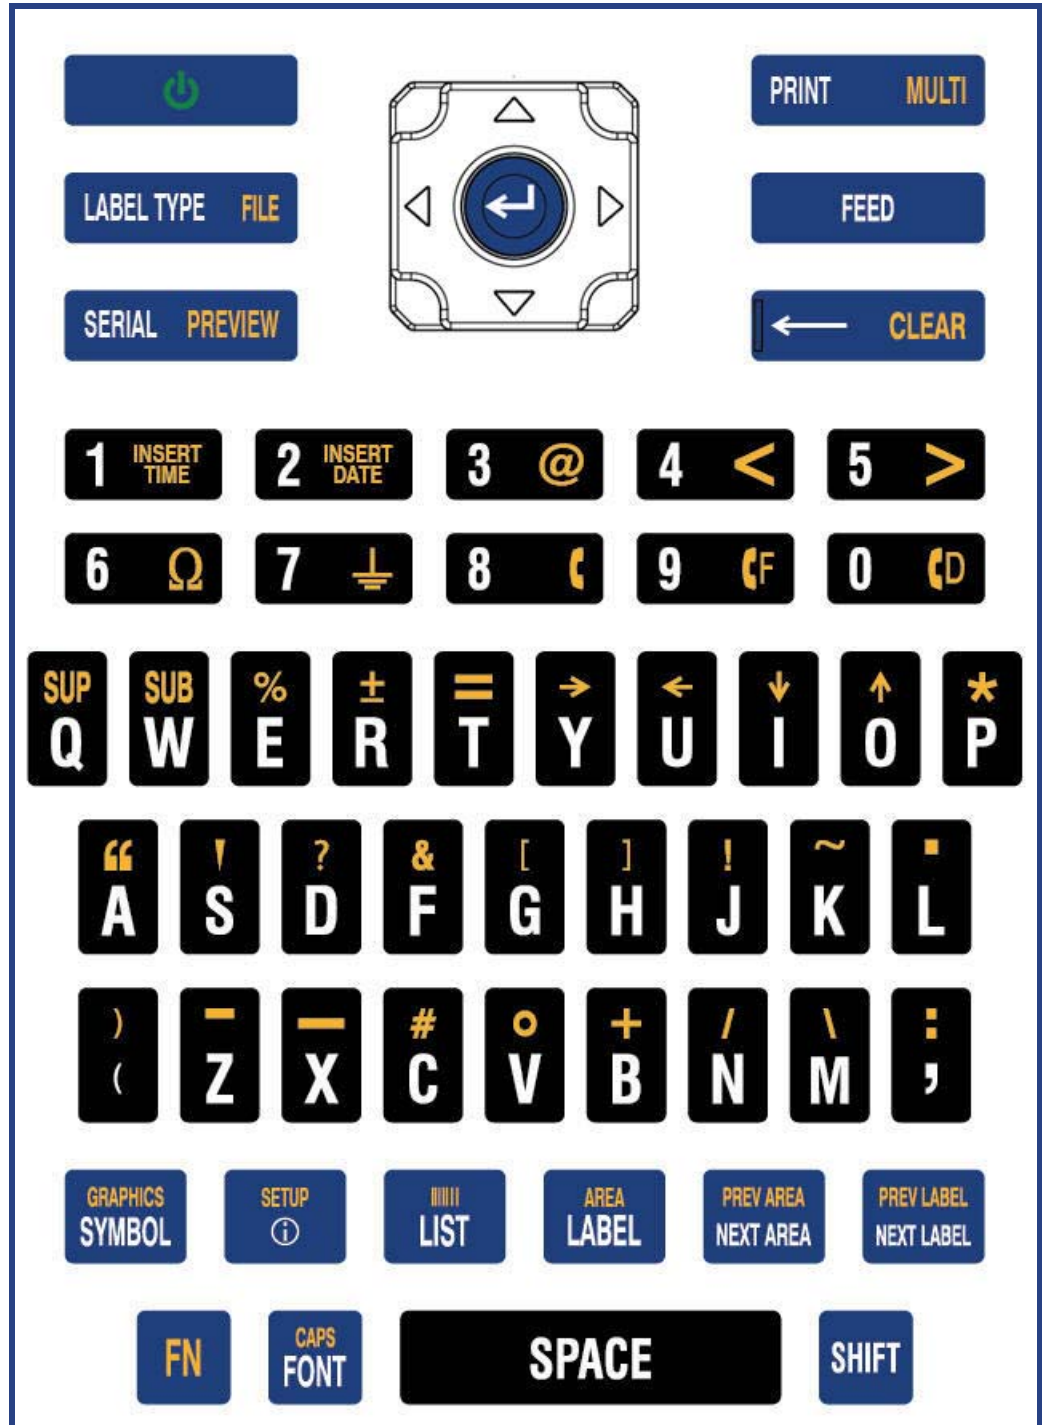 PRINT MULTI
LABEL TYPE FILE
FEED
SERIAL PREVIEW
← CLEAR
1 INSERT TIME 2 INSERT DATE 3 @ 4 < 5 >
6 Ω 7 ⏚ 8 9 F 0 D
SUP SUB % ± = → ← ↓ ↑ *
Q W E R T Y U I O P
“ ' ? & [ ] ! ~ .
A S D F G H J K L
) - _ # ° + / \ :
( Z X C V B N M ,
GRAPHICS SETUP AREA PREV AREA PREV LABEL
SYMBOL ⓘ LIST LABEL NEXT AREA NEXT LABEL
CAPS
FN FONT SPACE SHIFT